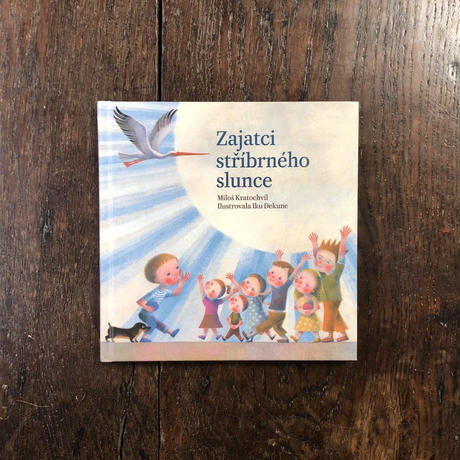 Zajatci
stříbrného
slunce
Miloš Kratochvíl
Ilustrovala Iku Dekune